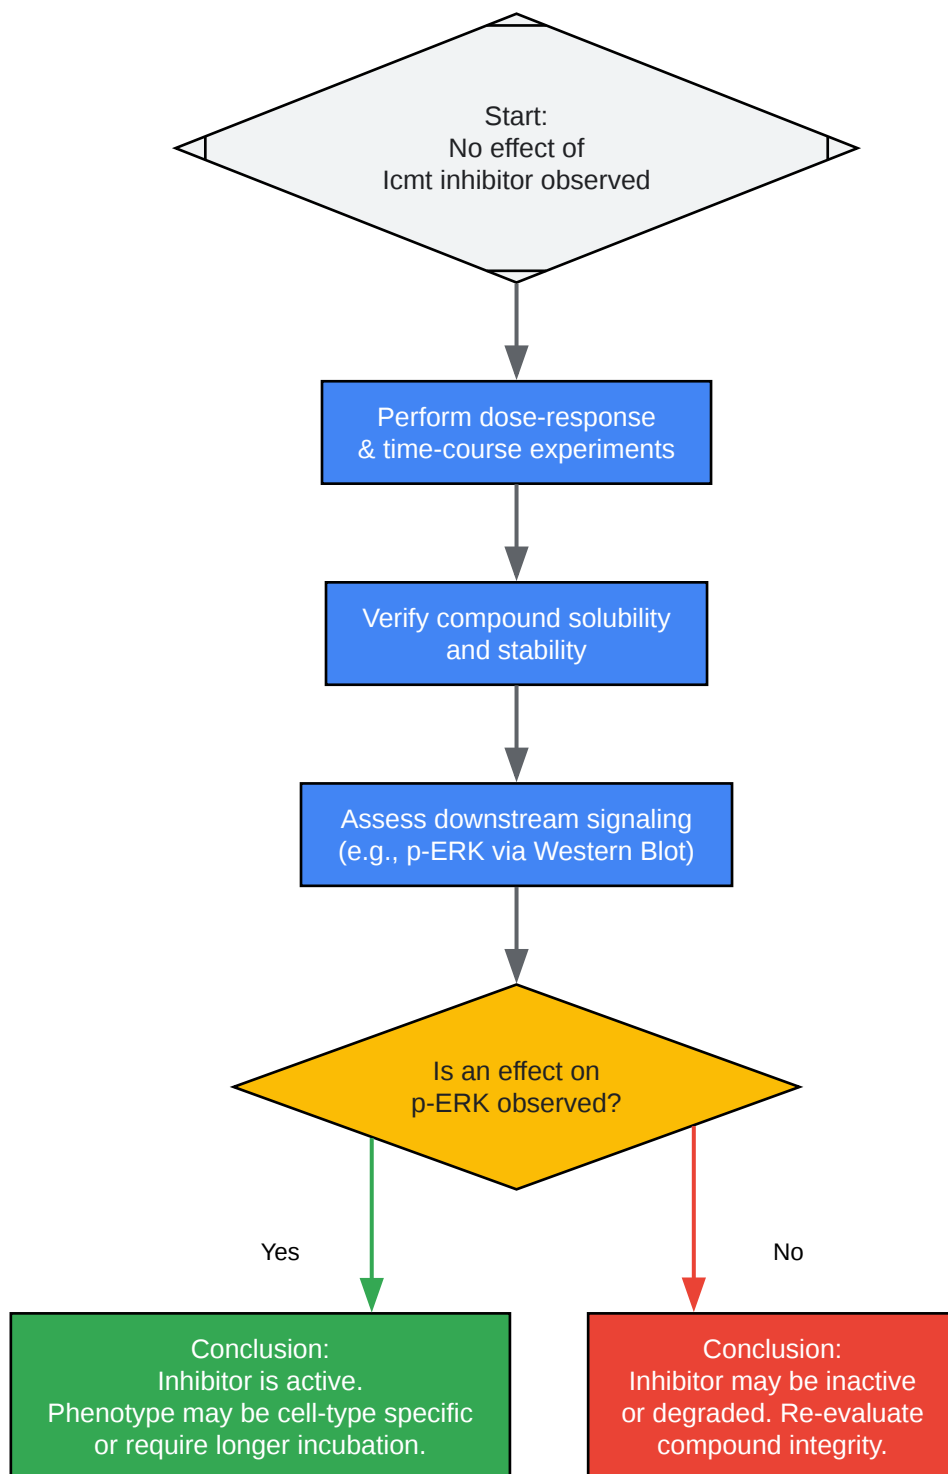 Start:
No effect of
Icmt inhibitor observed
Perform dose-response
& time-course experiments
Verify compound solubility
and stability
Assess downstream signaling
(e.g., p-ERK via Western Blot)
Is an effect on
p-ERK observed?
Yes
No
Conclusion:
Inhibitor is active.
Phenotype may be cell-type specific
or require longer incubation.
Conclusion:
Inhibitor may be inactive
or degraded. Re-evaluate
compound integrity.